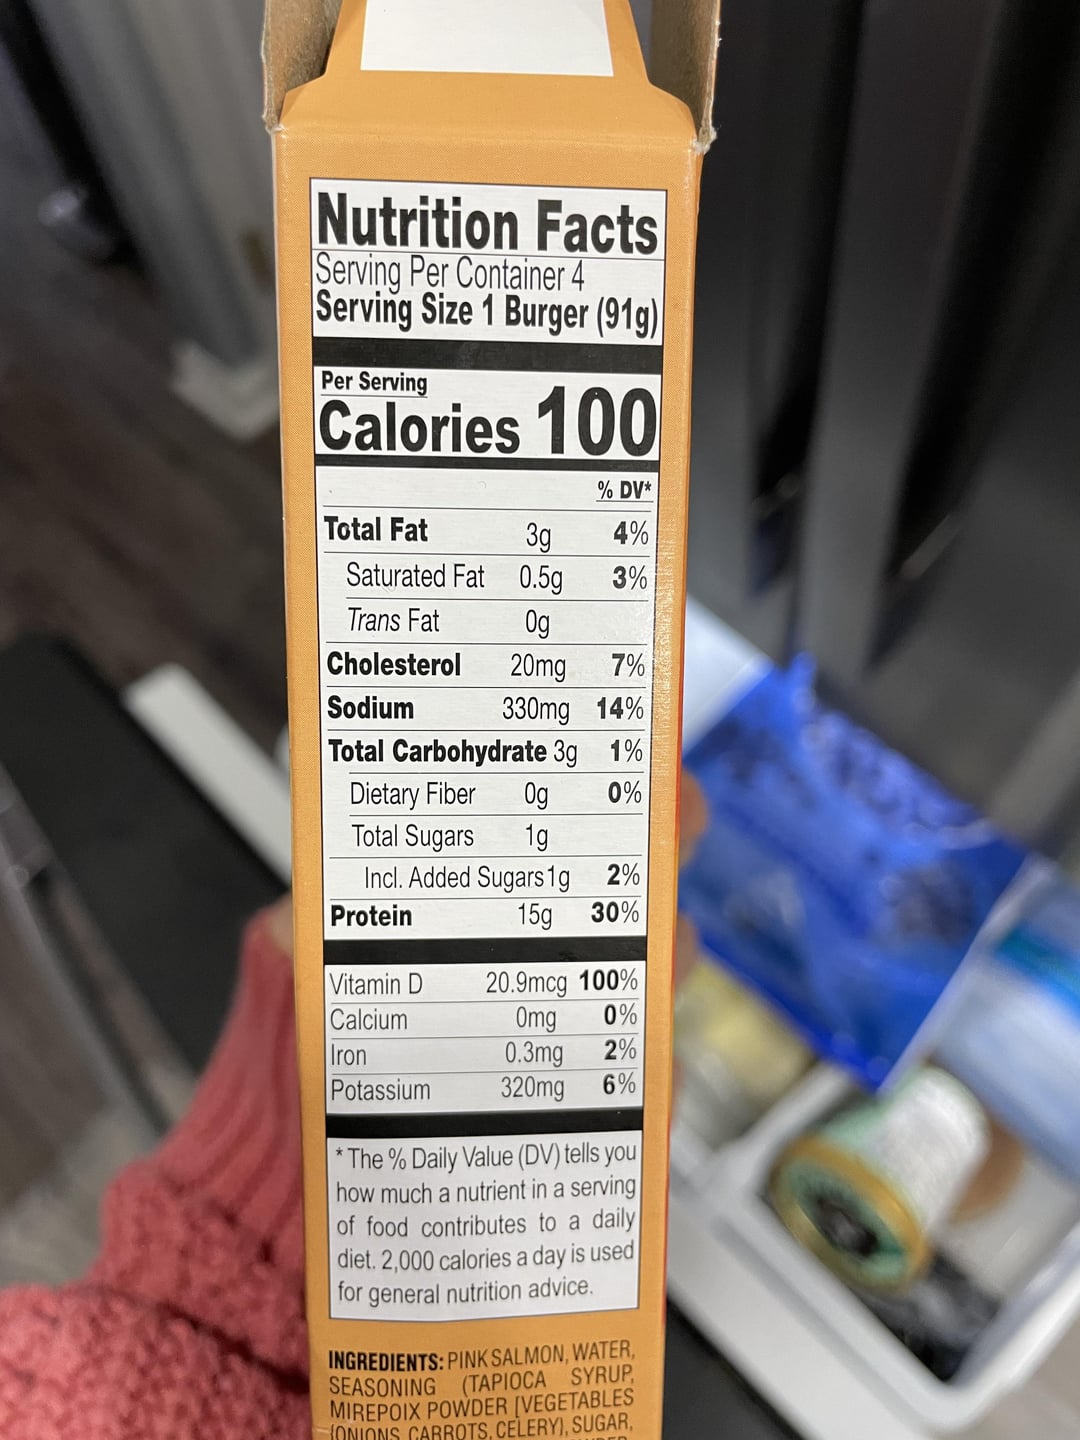 Nutrition Facts
Serving Per Container 4
Serving Size 1 Burger (91g)
Per Serving
Calories 100
% DV*
Total Fat 3g 4%
Saturated Fat 0.5g 3%
Trans Fat 0g
Cholesterol 20mg 7%
Sodium 330mg 14%
Total Carbohydrate 3g 1%
Dietary Fiber 0g 0%
Total Sugars 1g
Incl. Added Sugars 1g 2%
Protein 15g 30%
Vitamin D 20.9mcg 100%
Calcium 0mg 0%
Iron 0.3mg 2%
Potassium 320mg 6%
* The % Daily Value (DV) tells you
how much a nutrient in a serving
of food contributes to a daily
diet. 2,000 calories a day is used
for general nutrition advice.
INGREDIENTS: PINK SALMON, WATER,
SEASONING (TAPIOCA SYRUP,
MIREPOIX POWDER [VEGETABLES
(ONIONS, CARROTS, CELERY), SUGAR,